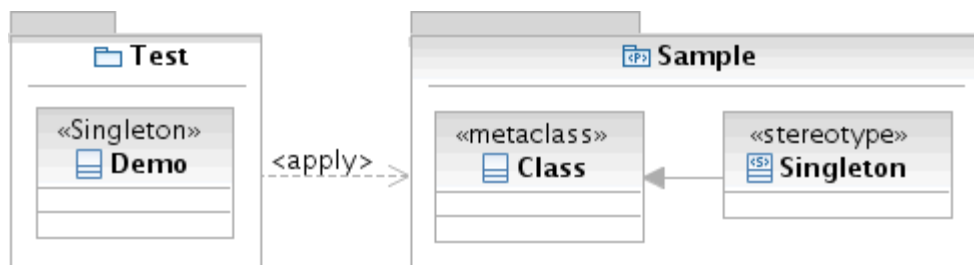 Test
«Singleton»
Demo
<apply>
<P> Sample
«metaclass»
Class
«stereotype»
<S> Singleton